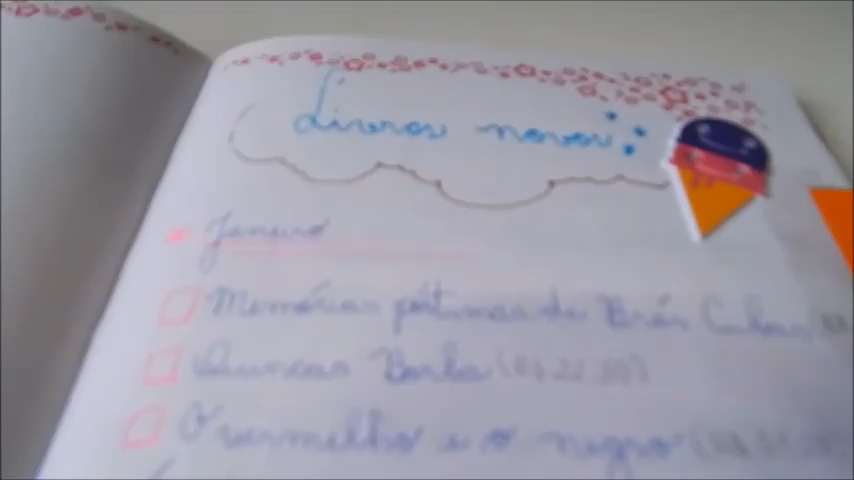 Livros novos:
Janeiro
Memórias póstumas de Brás Cubas
Quincas Borba (R$
O vermelho e o negro (R$